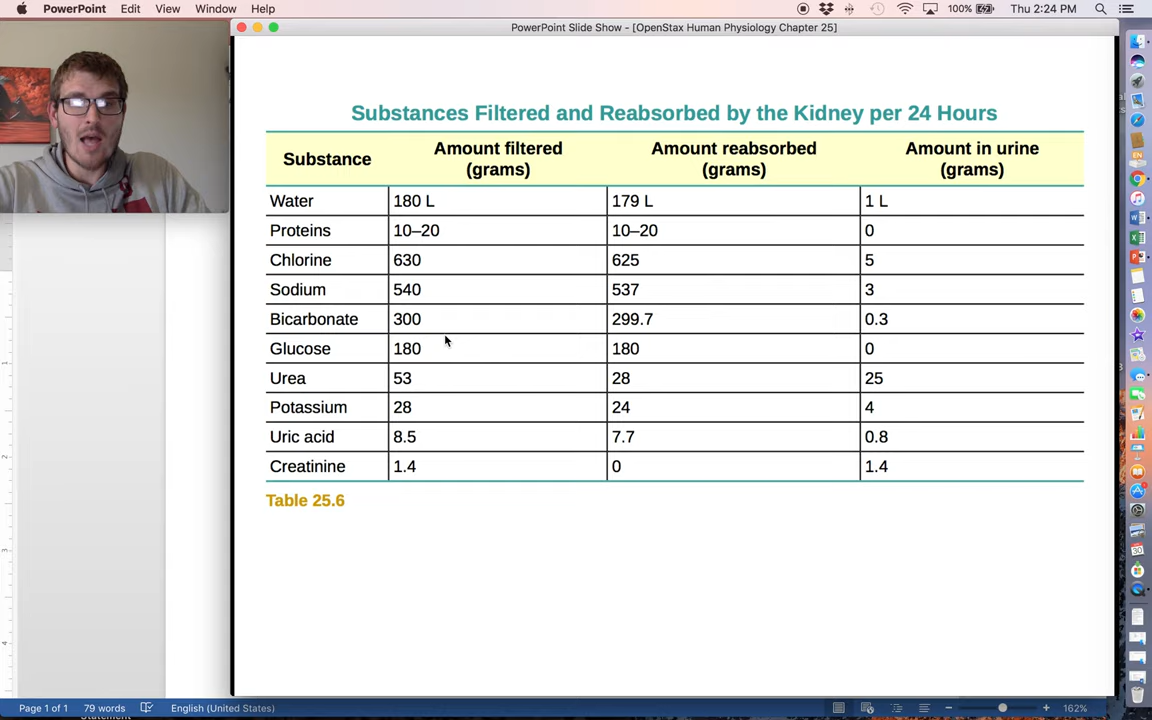 PowerPoint Edit View Window Help 100% Thu 2:24 PM
PowerPoint Slide Show - [OpenStax Human Physiology Chapter 25]
Substances Filtered and Reabsorbed by the Kidney per 24 Hours
Substance Amount filtered (grams) Amount reabsorbed (grams) Amount in urine (grams)
Water 180 L 179 L 1 L
Proteins 10–20 10–20 0
Chlorine 630 625 5
Sodium 540 537 3
Bicarbonate 300 299.7 0.3
Glucose 180 180 0
Urea 53 28 25
Potassium 28 24 4
Uric acid 8.5 7.7 0.8
Creatinine 1.4 0 1.4
Table 25.6
Page 1 of 1 79 words English (United States) 162%
Statement